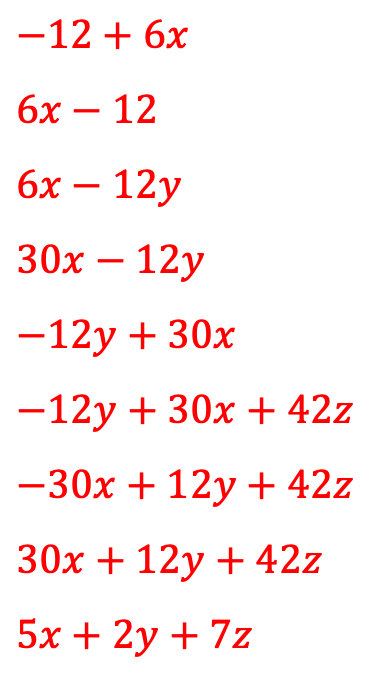 −12 + 6x
6x − 12
6x − 12y
30x − 12y
−12y + 30x
−12y + 30x + 42z
−30x + 12y + 42z
30x + 12y + 42z
5x + 2y + 7z